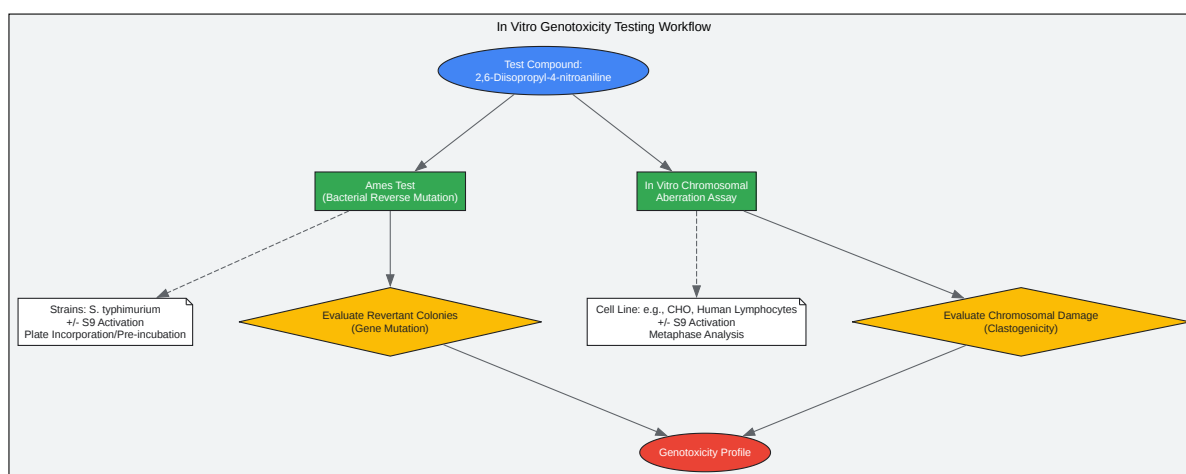 In Vitro Genotoxicity Testing Workflow
Test Compound:
2,6-Diisopropyl-4-nitroaniline
Ames Test
(Bacterial Reverse Mutation)
In Vitro Chromosomal
Aberration Assay
Strains: S. typhimurium
+/- S9 Activation
Plate Incorporation/Pre-incubation
Evaluate Revertant Colonies
(Gene Mutation)
Cell Line: e.g., CHO, Human Lymphocytes
+/- S9 Activation
Metaphase Analysis
Evaluate Chromosomal Damage
(Clastogenicity)
Genotoxicity Profile